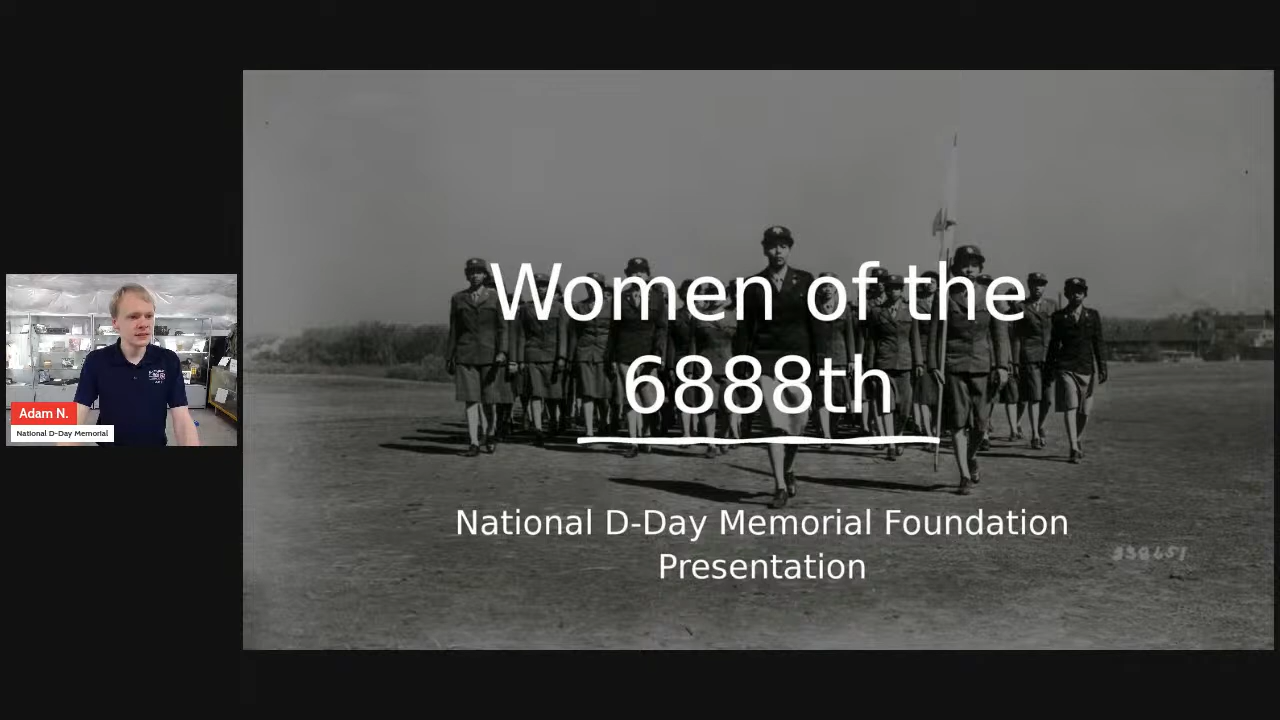 Women of the
6888th
National D-Day Memorial Foundation
Presentation
Adam N.
National D-Day Memorial